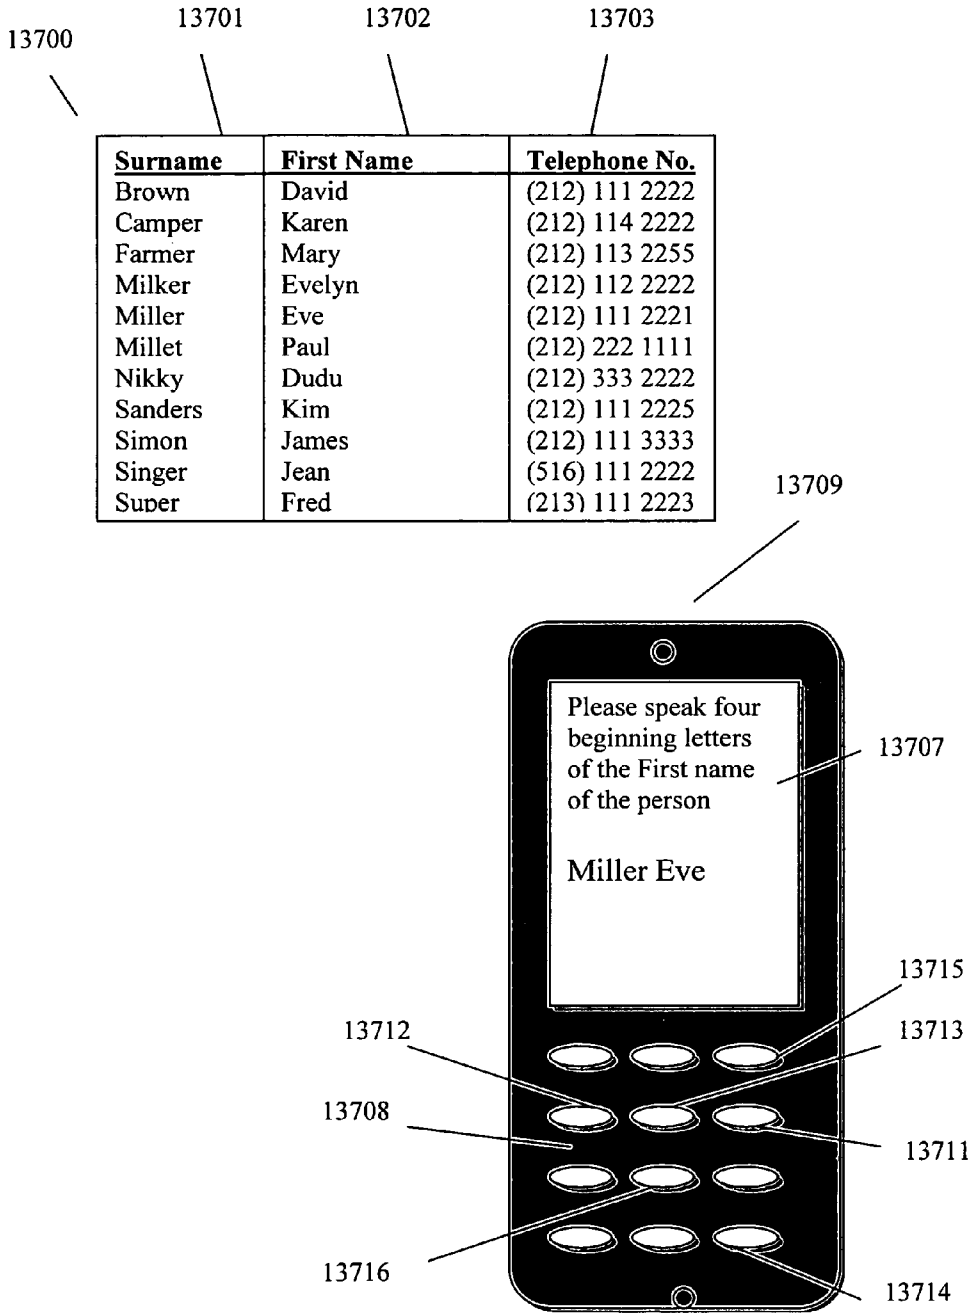 13701 13702 13703
13700
Surname First Name Telephone No.
Brown David (212) 111 2222
Camper Karen (212) 114 2222
Farmer Mary (212) 113 2255
Milker Evelyn (212) 112 2222
Miller Eve (212) 111 2221
Millet Paul (212) 222 1111
Nikky Dudu (212) 333 2222
Sanders Kim (212) 111 2225
Simon James (212) 111 3333
Singer Jean (516) 111 2222
Super Fred (213) 111 2223
13709
Please speak four
beginning letters
of the First name
of the person
13707
Miller Eve
13715
13712 13713
13708
13711
13716
13714